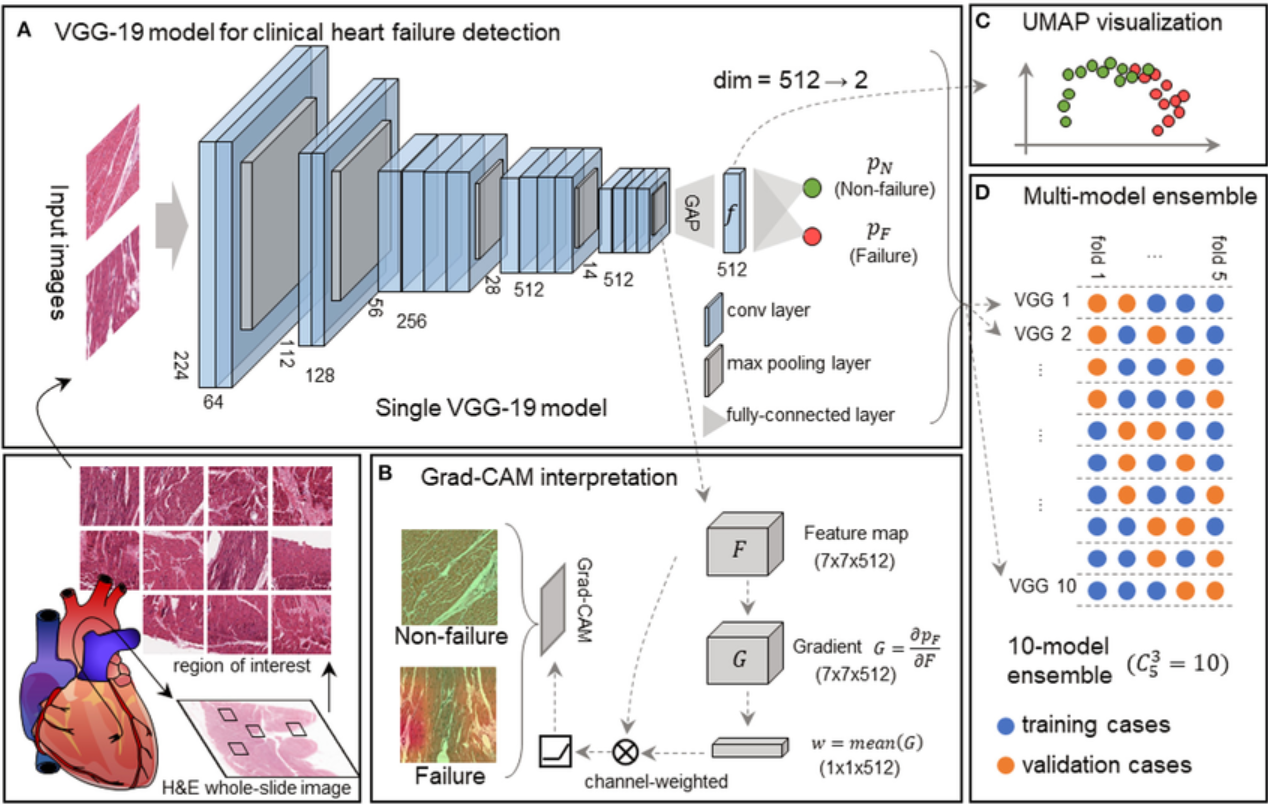 A
VGG-19 model for clinical heart failure detection
Input images
224
64
112
128
56
256
28
512
14
512
GAP
f
512
dim = 512 → 2
p_N
(Non-failure)
p_F
(Failure)
conv layer
max pooling layer
fully-connected layer
Single VGG-19 model
region of interest
H&E whole-slide image
B
Grad-CAM interpretation
Non-failure
Failure
Grad-CAM
F
Feature map
(7x7x512)
G
Gradient G = ∂p_F/∂F
(7x7x512)
w = mean(G)
(1x1x512)
channel-weighted
C
UMAP visualization
D
Multi-model ensemble
fold 1
...
fold 5
VGG 1
VGG 2
⋮
⋮
⋮
VGG 10
10-model
ensemble (C_5^3 = 10)
training cases
validation cases